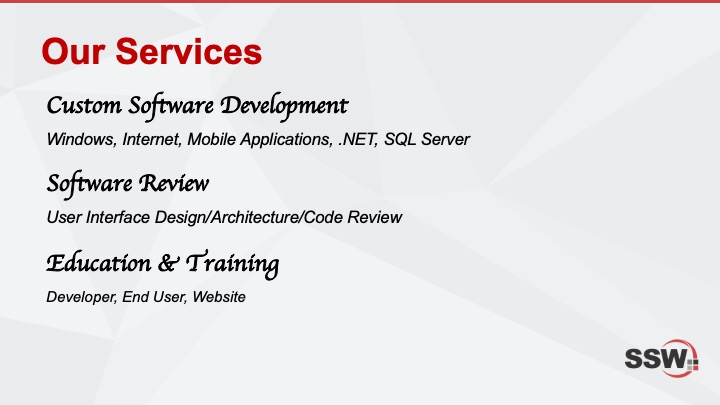 Our Services
Custom Software Development
Windows, Internet, Mobile Applications, .NET, SQL Server
Software Review
User Interface Design/Architecture/Code Review
Education & Training
Developer, End User, Website
SSW